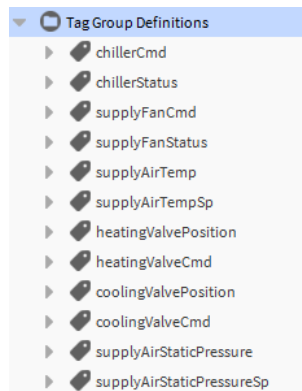 Tag Group Definitions
chillerCmd
chillerStatus
supplyFanCmd
supplyFanStatus
supplyAirTemp
supplyAirTempSp
heatingValvePosition
heatingValveCmd
coolingValvePosition
coolingValveCmd
supplyAirStaticPressure
supplyAirStaticPressureSp